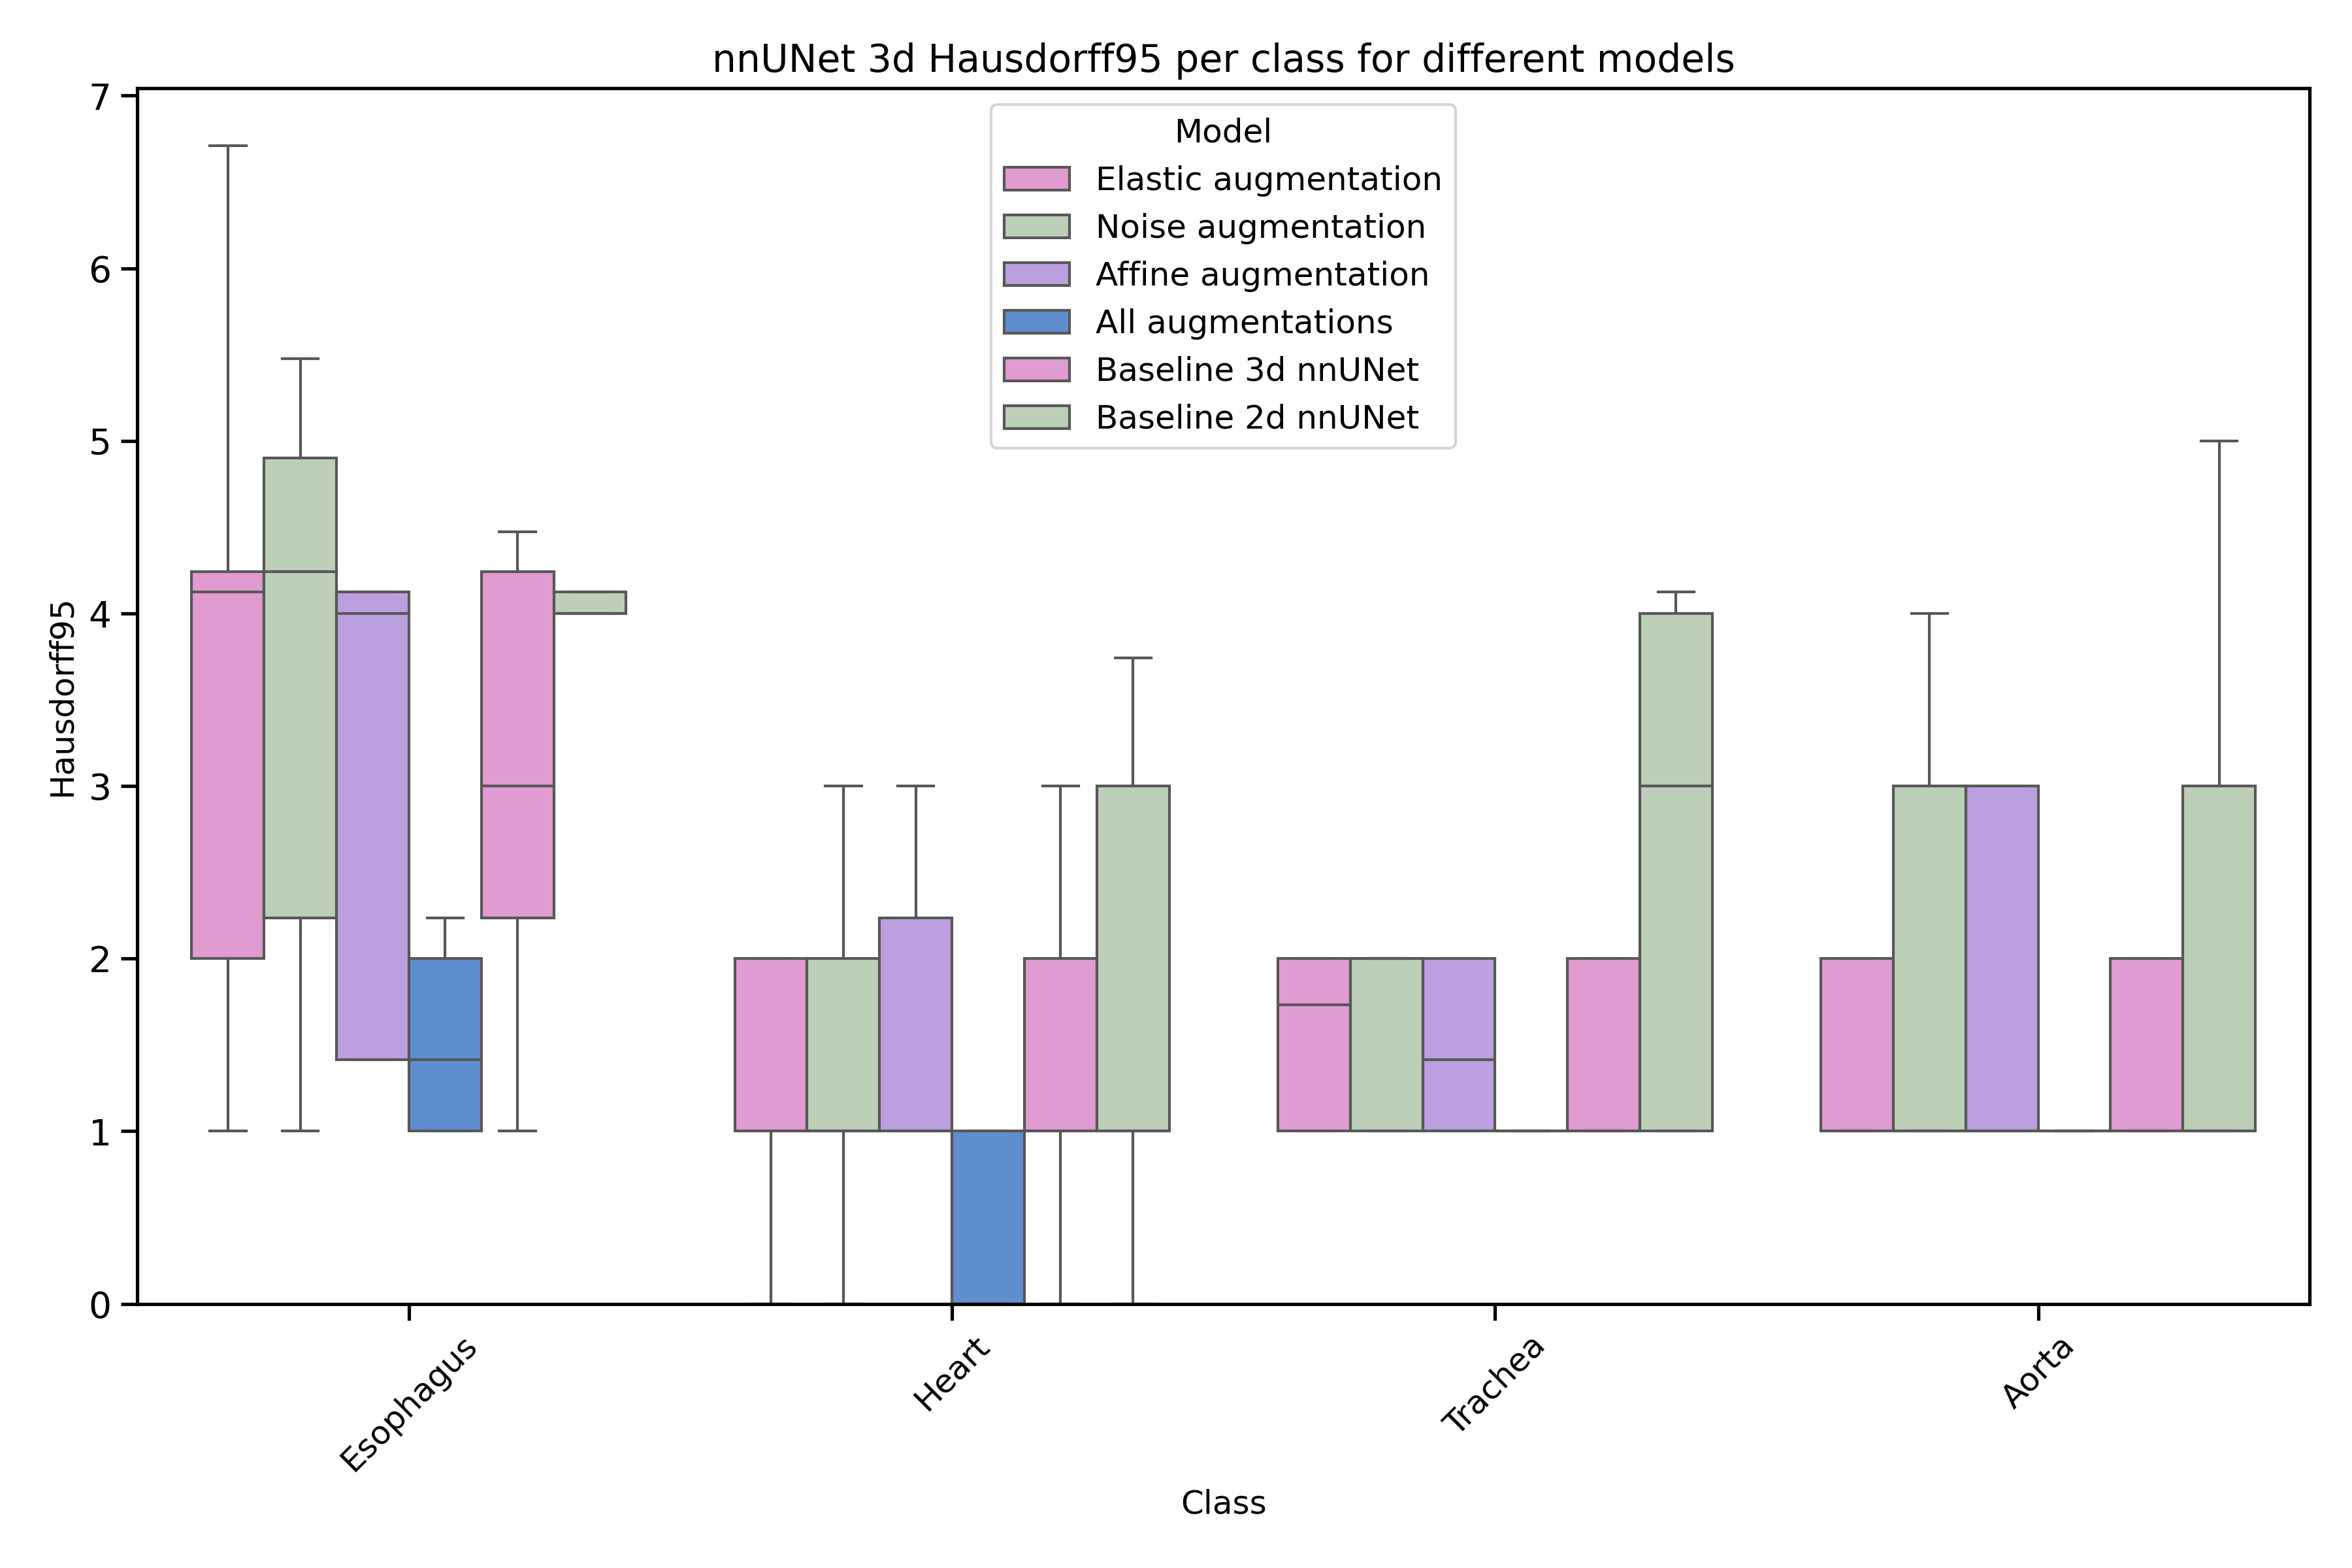 nnUNet 3d Hausdorff95 per class for different models
7
6
5
4
3
2
1
0
Hausdorff95
Model
Elastic augmentation
Noise augmentation
Affine augmentation
All augmentations
Baseline 3d nnUNet
Baseline 2d nnUNet
Esophagus
Heart
Trachea
Aorta
Class